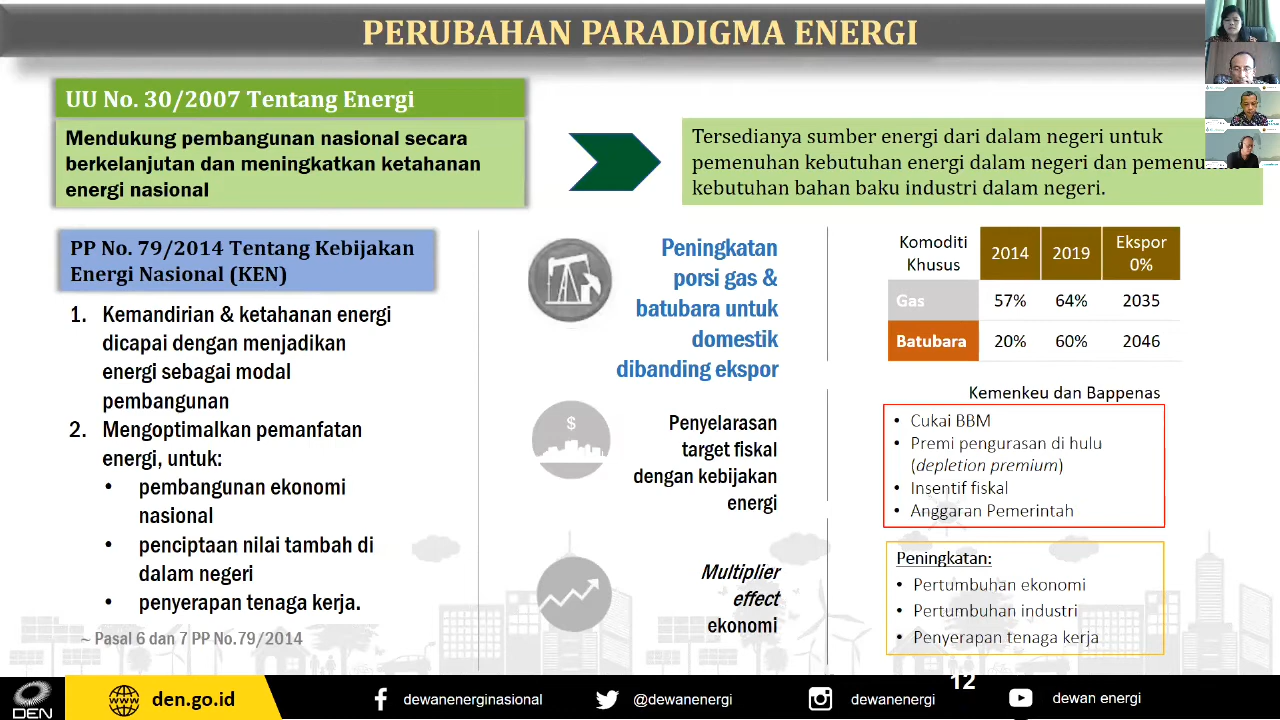 PERUBAHAN PARADIGMA ENERGI
UU No. 30/2007 Tentang Energi
Mendukung pembangunan nasional secara
berkelanjutan dan meningkatkan ketahanan
energi nasional
Tersedianya sumber energi dari dalam negeri untuk
pemenuhan kebutuhan energi dalam negeri dan
kebutuhan bahan baku industri dalam negeri.
PP No. 79/2014 Tentang Kebijakan
Energi Nasional (KEN)
1. Kemandirian & ketahanan energi
dicapai dengan menjadikan
energi sebagai modal
pembangunan
2. Mengoptimalkan pemanfatan
energi, untuk:
• pembangunan ekonomi
nasional
• penciptaan nilai tambah di
dalam negeri
• penyerapan tenaga kerja.
~ Pasal 6 dan 7 PP No.79/2014
Peningkatan
porsi gas &
batubara untuk
domestik
dibanding ekspor
$
Penyelarasan
target fiskal
dengan kebijakan
energi
Multiplier
effect
ekonomi
Komoditi
Khusus
2014 2019 Ekspor
0%
Gas 57% 64% 2035
Batubara 20% 60% 2046
Kemenkeu dan Bappenas
• Cukai BBM
• Premi pengurasan di hulu
(depletion premium)
• Insentif fiskal
• Anggaran Pemerintah
Peningkatan:
• Pertumbuhan ekonomi
• Pertumbuhan industri
• Penyerapan tenaga kerja
12
DEN
WWW
den.go.id
dewanenerginasional
@dewanenergi
dewanenergi
dewan energi